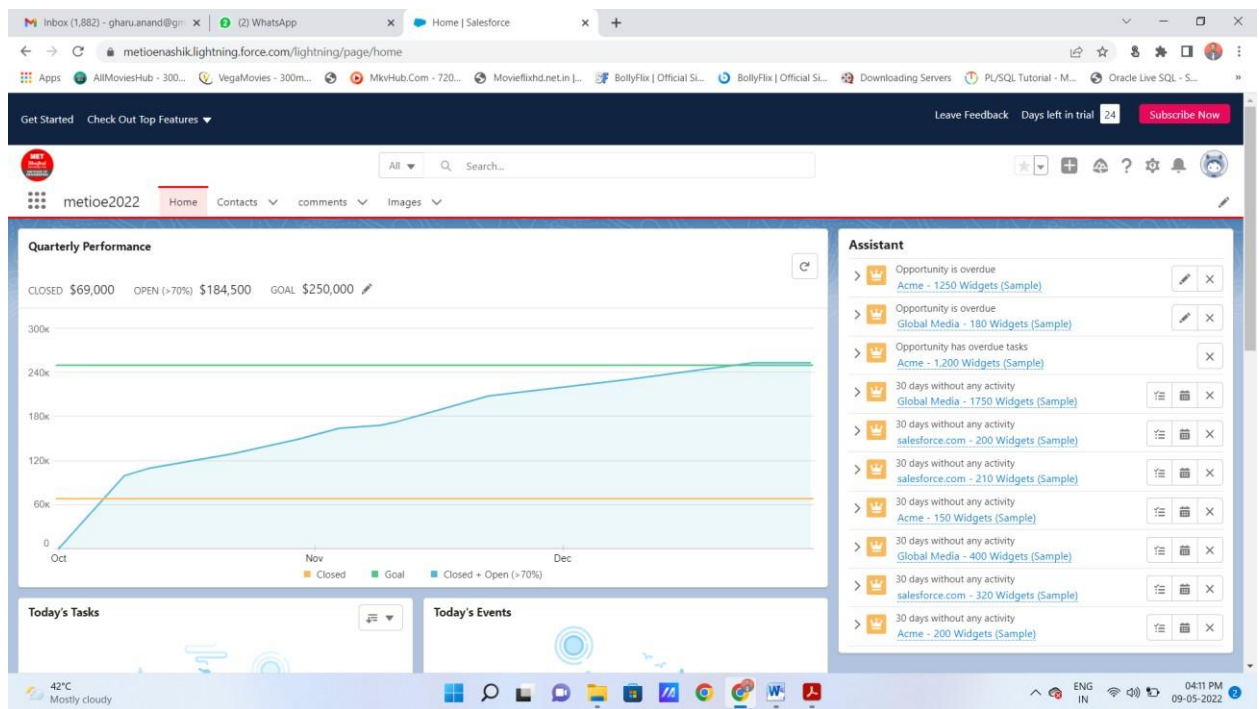 Inbox (1,882) - gharu.anand@gm
(2) WhatsApp
Home | Salesforce
metioenashik.lightning.force.com/lightning/page/home
Apps
AllMoviesHub - 300...
VegaMovies - 300m...
MkvHub.Com - 720...
Movieflixhd.net.in |...
BollyFlix | Official Si...
BollyFlix | Official Si...
Downloading Servers
PL/SQL Tutorial - M...
Oracle Live SQL - S...
Get Started
Check Out Top Features
Leave Feedback
Days left in trial 24
Subscribe Now
MET
All
Search...
metioe2022
Home
Contacts
comments
Images
Quarterly Performance
CLOSED $69,000 OPEN (>70%) $184,500 GOAL $250,000
300K
240K
180K
120K
60K
0
Oct
Nov
Dec
Closed
Goal
Closed + Open (>70%)
Today's Tasks
Today's Events
Assistant
Opportunity is overdue
Acme - 1250 Widgets (Sample)
Opportunity is overdue
Global Media - 180 Widgets (Sample)
Opportunity has overdue tasks
Acme - 1,200 Widgets (Sample)
30 days without any activity
Global Media - 1750 Widgets (Sample)
30 days without any activity
salesforce.com - 200 Widgets (Sample)
30 days without any activity
salesforce.com - 210 Widgets (Sample)
30 days without any activity
Acme - 150 Widgets (Sample)
30 days without any activity
Global Media - 400 Widgets (Sample)
30 days without any activity
salesforce.com - 320 Widgets (Sample)
30 days without any activity
Acme - 200 Widgets (Sample)
42°C
Mostly cloudy
ENG
IN
04:11 PM
09-05-2022
2